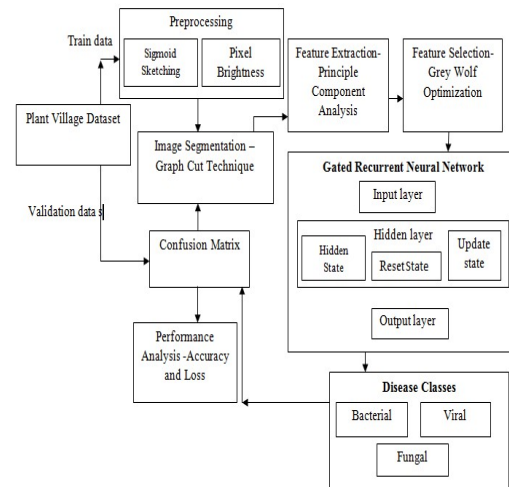 Preprocessing
Train data
Sigmoid
Sketching
Pixel
Brightness
Feature Extraction-
Principle
Component
Analysis
Feature Selection-
Grey Wolf
Optimization
Plant Village Dataset
Image Segmentation –
Graph Cut Technique
Gated Recurrent Neural Network
Input layer
Hidden layer
Hidden
State
Reset State
Update
state
Output layer
Validation data s
Confusion Matrix
Performance
Analysis -Accuracy
and Loss
Disease Classes
Bacterial
Viral
Fungal